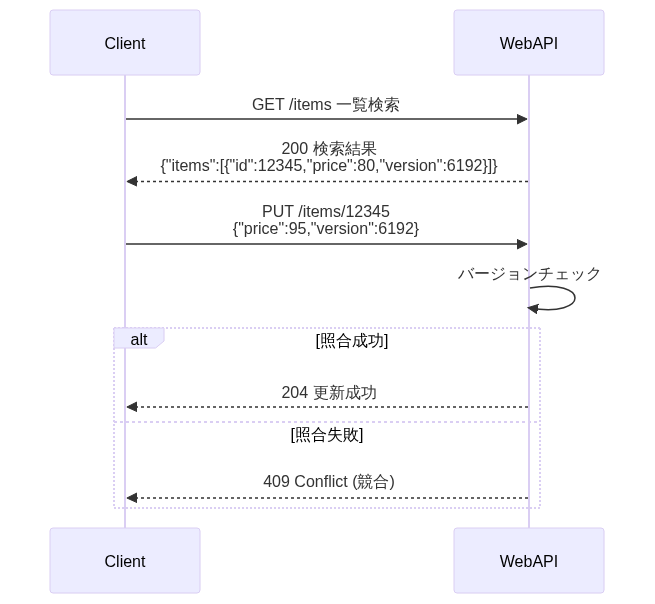 Client
WebAPI
GET /items 一覧検索
200 検索結果
{"items":[{"id":12345,"price":80,"version":6192}]}
PUT /items/12345
{"price":95,"version":6192}
バージョンチェック
alt
[照合成功]
204 更新成功
[照合失敗]
409 Conflict (競合)
Client
WebAPI